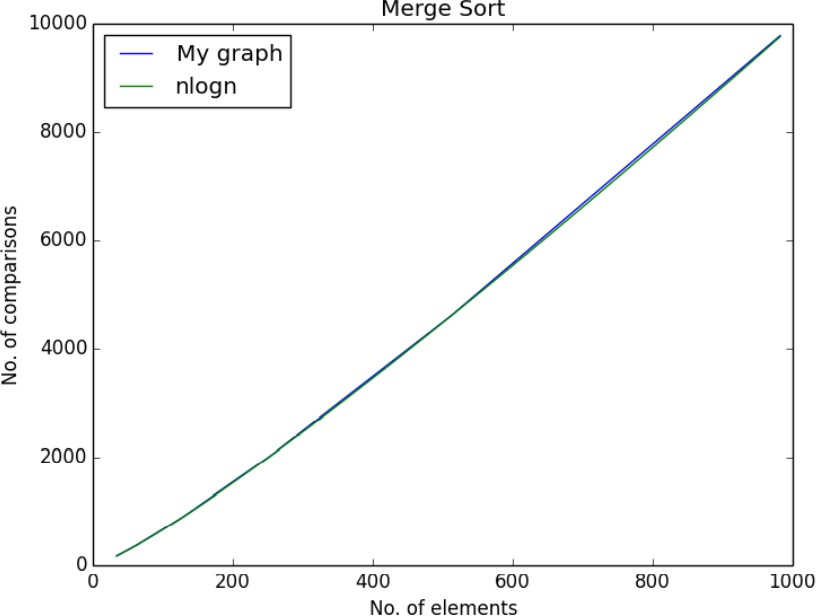 Merge Sort
10000
8000
6000
4000
2000
0
No. of comparisons
My graph
nlogn
0 200 400 600 800 1000
No. of elements